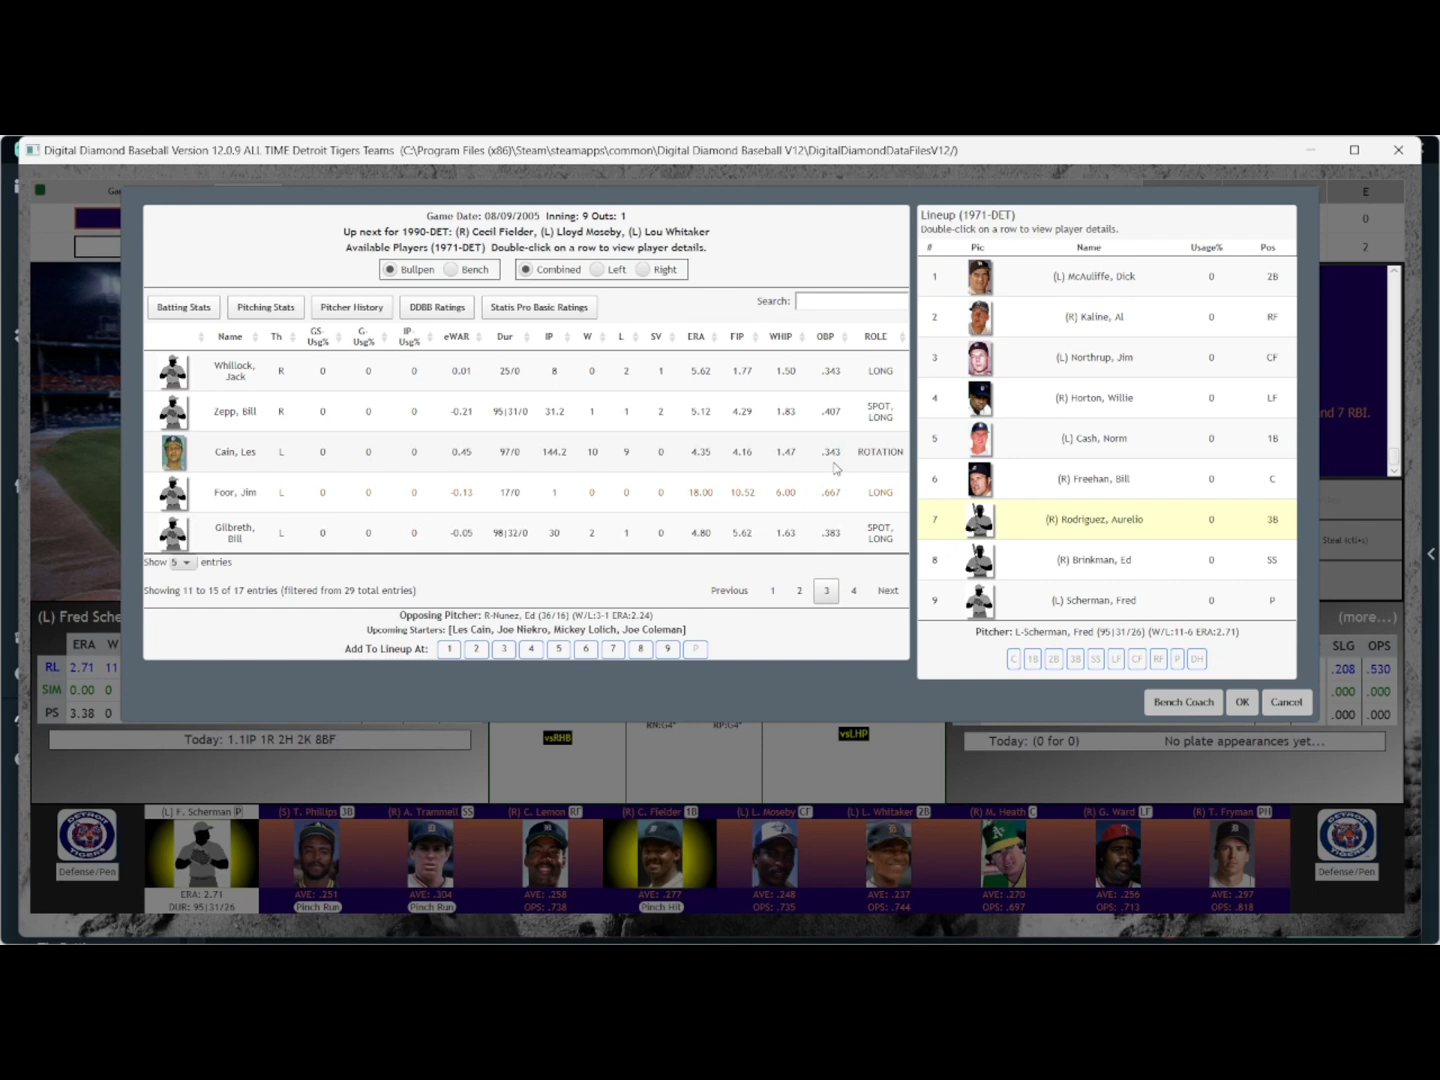 Digital Diamond Baseball Version 12.0.9 ALL TIME Detroit Tigers Teams (C:\Program Files (x86)\Steam\steamapps\common\Digital Diamond Baseball V12\DigitalDiamondDataFilesV12/)
E
0
2
Game Date: 08/09/2005 Inning: 9 Outs: 1
Up next for 1990-DET: (R) Cecil Fielder, (L) Lloyd Moseby, (L) Lou Whitaker
Available Players (1971-DET) Double-click on a row to view player details.
Bullpen Bench Combined Left Right
Batting Stats Pitching Stats Pitcher History DDBB Ratings Statis Pro Basic Ratings Search:
Name Th GS-Usg% G-Usg% IP-Usg% eWAR Dur IP W L SV ERA FIP WHIP OBP ROLE
Whillock, Jack R 0 0 0 0.01 25/0 8 0 2 1 5.62 1.77 1.50 .343 LONG
Zepp, Bill R 0 0 0 -0.21 95|31/0 31.2 1 1 2 5.12 4.29 1.83 .407 SPOT, LONG
Cain, Les L 0 0 0 0.45 97/0 144.2 10 9 0 4.35 4.16 1.47 .343 ROTATION
Foor, Jim L 0 0 0 -0.13 17/0 1 0 0 0 18.00 10.52 6.00 .667 LONG
Gilbreth, Bill L 0 0 0 -0.05 98|32/0 30 2 1 0 4.80 5.62 1.63 .383 SPOT, LONG
Show 5 entries
Showing 11 to 15 of 17 entries (filtered from 29 total entries) Previous 1 2 3 4 Next
Opposing Pitcher: R-Nunez, Ed (36/16) (W/L:3-1 ERA:2.24)
Upcoming Starters: [Les Cain, Joe Niekro, Mickey Lolich, Joe Coleman]
Add To Lineup At: 1 2 3 4 5 6 7 8 9 P
Lineup (1971-DET)
Double-click on a row to view player details.
# Pic Name Usage% Pos
1 (L) McAuliffe, Dick 0 2B
2 (R) Kaline, Al 0 RF
3 (L) Northrup, Jim 0 CF
4 (R) Horton, Willie 0 LF
5 (L) Cash, Norm 0 1B
6 (R) Freehan, Bill 0 C
7 (R) Rodriguez, Aurelio 0 3B
8 (R) Brinkman, Ed 0 SS
9 (L) Scherman, Fred 0 P
Pitcher: L-Scherman, Fred (95|31/26) (W/L:11-6 ERA:2.71)
C 1B 2B 3B SS LF CF RF P DH
Bench Coach OK Cancel
nd 7 RBI.
Steal (ctl+s)
(L) Fred Sche
(more...)
ERA W
RL 2.71 11
SIM 0.00 0
PS 3.38 0
SLG OPS
.208 .530
.000 .000
.000 .000
Today: 1.1IP 1R 2H 2K 8BF
vsRHB
vsLHP
Today: (0 for 0) No plate appearances yet...
(L) F. Scherman P (S) T. Phillips 3B (R) A. Trammell SS (R) C. Lemon RF (R) C. Fielder 1B (L) L. Moseby CF (L) L. Whitaker 2B (R) M. Heath C (R) G. Ward LF (R) T. Fryman PH
Defense/Pen Defense/Pen
ERA: 2.71 AVE: .251 AVE: .304 AVE: .258 AVE: .277 AVE: .248 AVE: .237 AVE: .270 AVE: .256 AVE: .297
DUR: 95|31/26 Pinch Run Pinch Run OPS: .738 Pinch Hit OPS: .735 OPS: .744 OPS: .697 OPS: .713 OPS: .818